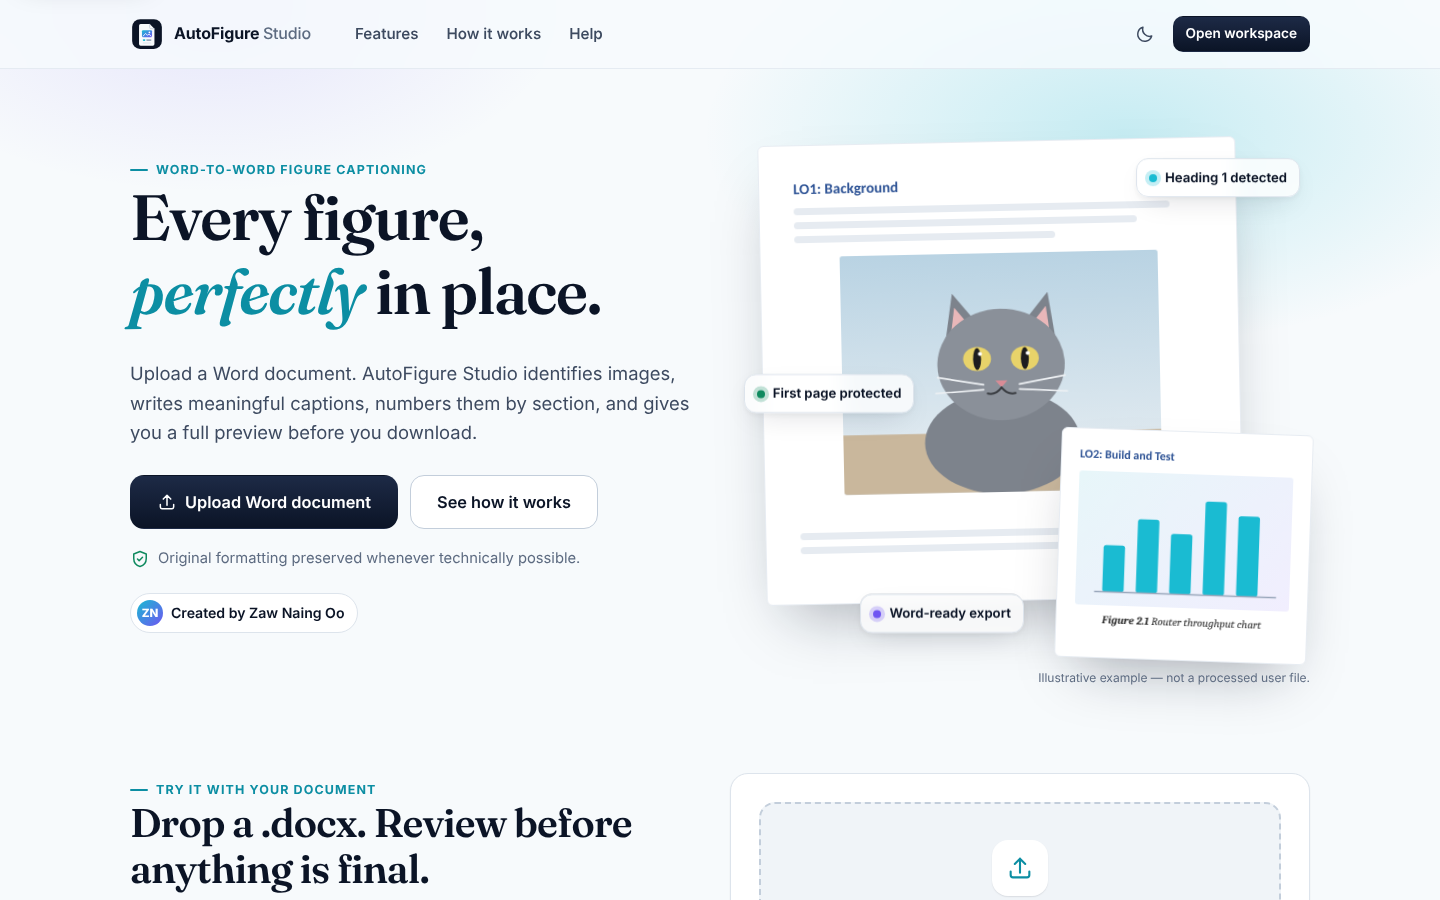 AutoFigure Studio
Features
How it works
Help
Open workspace
WORD-TO-WORD FIGURE CAPTIONING
Every figure,
perfectly in place.
Upload a Word document. AutoFigure Studio identifies images,
writes meaningful captions, numbers them by section, and gives
you a full preview before you download.
Upload Word document
See how it works
Original formatting preserved whenever technically possible.
ZN
Created by Zaw Naing Oo
LO1: Background
Heading 1 detected
First page protected
LO2: Build and Test
Figure 2.1 Router throughput chart
Word-ready export
Illustrative example — not a processed user file.
TRY IT WITH YOUR DOCUMENT
Drop a .docx. Review before
anything is final.